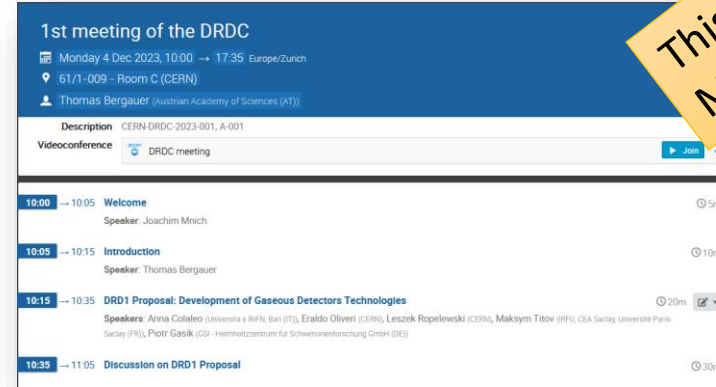 1st meeting of the DRDC
This
Monday 4 Dec 2023, 10:00 → 17:35 Europe/Zurich
61/1-009 - Room C (CERN)
Thomas Bergauer (Austrian Academy of Sciences (AT))
Description CERN-DRDC-2023-001, A-001
Videoconference DRDC meeting Join
10:00 → 10:05 Welcome
Speaker: Joachim Mnich
10:05 → 10:15 Introduction
Speaker: Thomas Bergauer
10:15 → 10:35 DRD1 Proposal: Development of Gaseous Detectors Technologies 20m
Speakers: Anna Colaleo (Universita e INFN, Bari (IT)), Eraldo Oliveri (CERN), Leszek Ropelewski (CERN), Maksym Titov (IRFU, CEA Saclay, Université Paris-
Saclay (FR)), Piotr Gasik (GSI - Helmholtzzentrum für Schwerionenforschung GmbH (DE))
10:35 → 11:05 Discussion on DRD1 Proposal